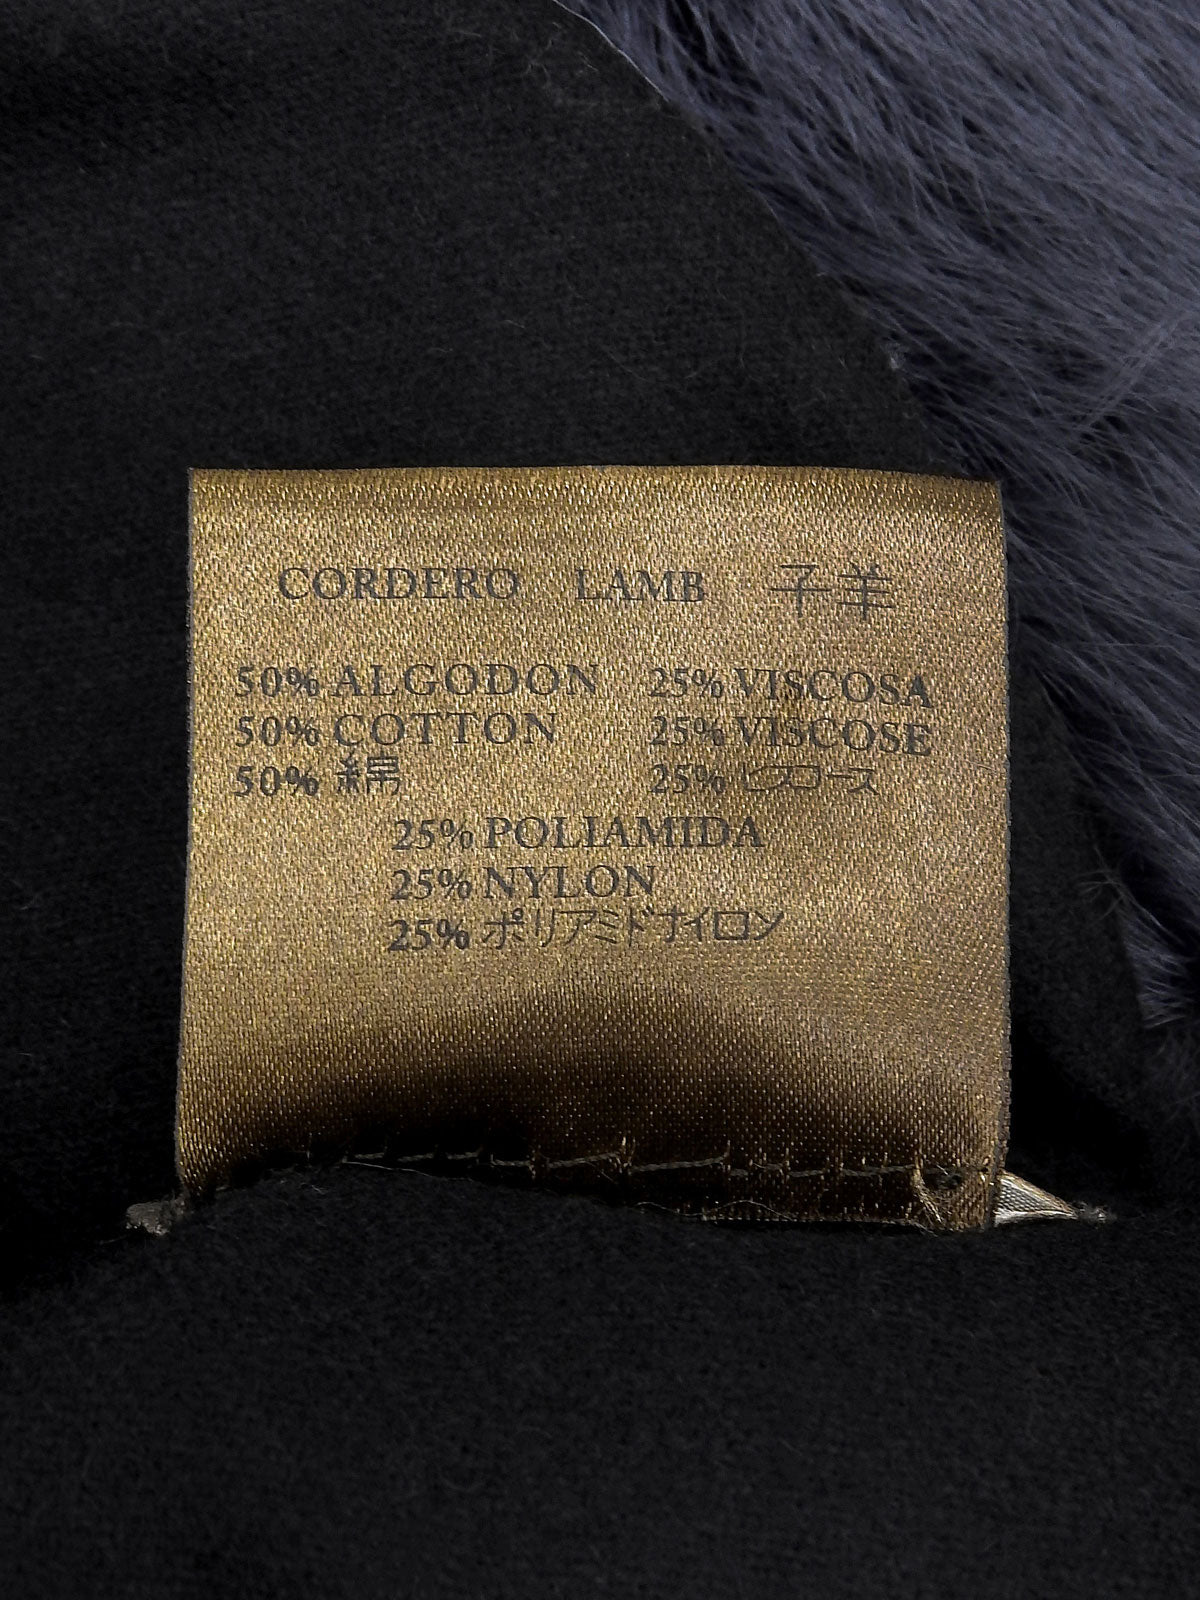 CORDERO LAMB 子羊
50% ALGODON 25% VISCOSA
50% COTTON 25% VISCOSE
50% 綿 25% ビスコース
25% POLIAMIDA
25% NYLON
25% ポリアミドナイロン